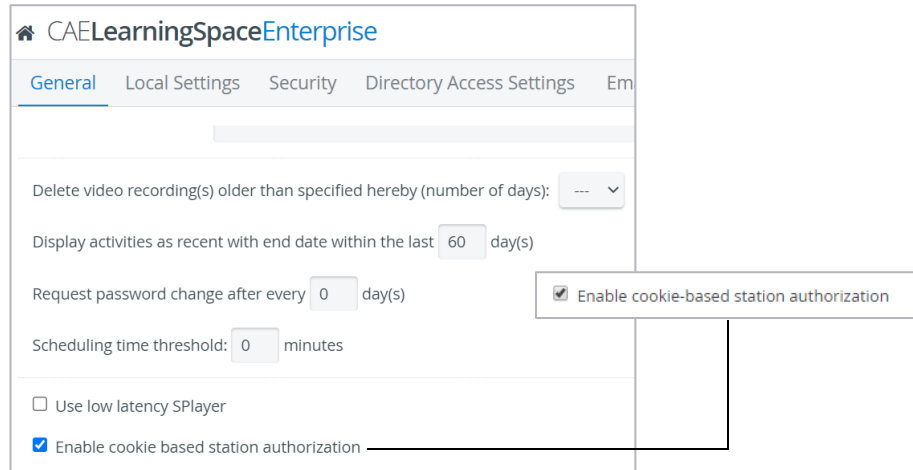 CAELearningSpaceEnterprise
General Local Settings Security Directory Access Settings Ema
Delete video recording(s) older than specified hereby (number of days): ---
Display activities as recent with end date within the last 60 day(s)
Request password change after every 0 day(s)
Enable cookie-based station authorization
Scheduling time threshold: 0 minutes
Use low latency SPlayer
Enable cookie based station authorization